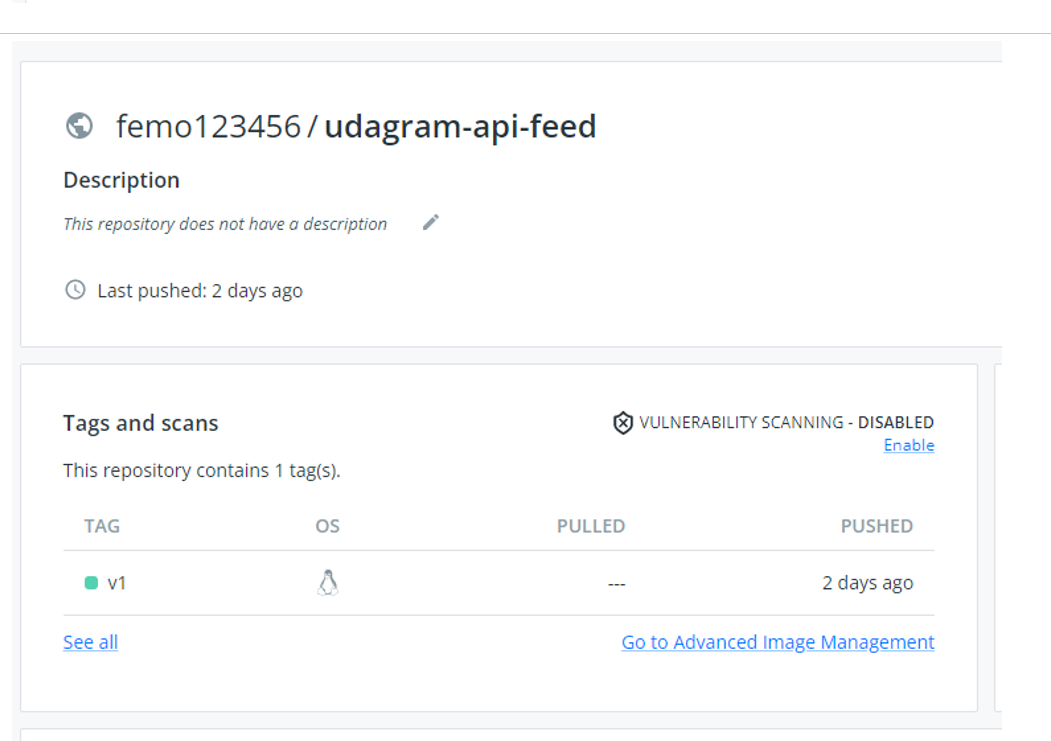 femo123456 / udagram-api-feed
Description
This repository does not have a description
Last pushed: 2 days ago
Tags and scans
VULNERABILITY SCANNING - DISABLED
Enable
This repository contains 1 tag(s).
TAG OS PULLED PUSHED
v1 --- 2 days ago
See all Go to Advanced Image Management